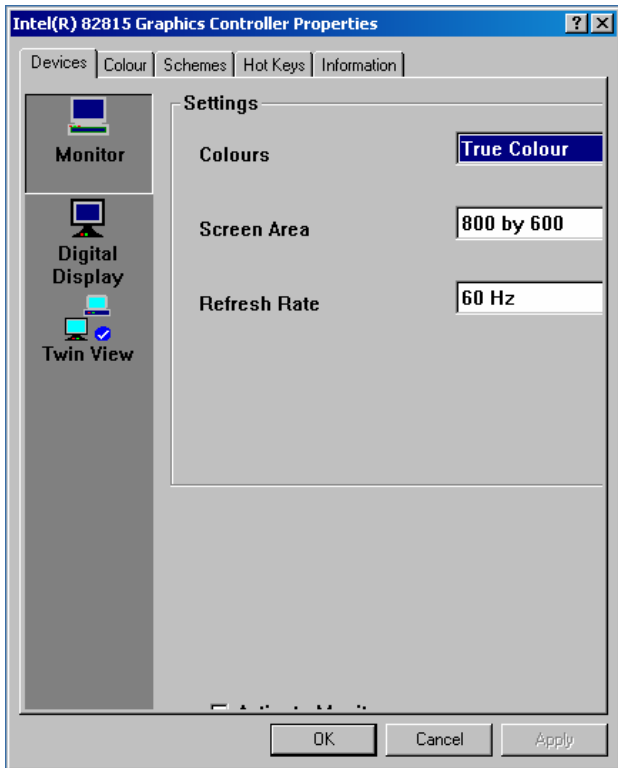 Intel(R) 82815 Graphics Controller Properties
Devices Colour Schemes Hot Keys Information
Settings
Monitor
Colours True Colour
Digital
Display
Screen Area 800 by 600
Refresh Rate 60 Hz
Twin View
OK Cancel Apply